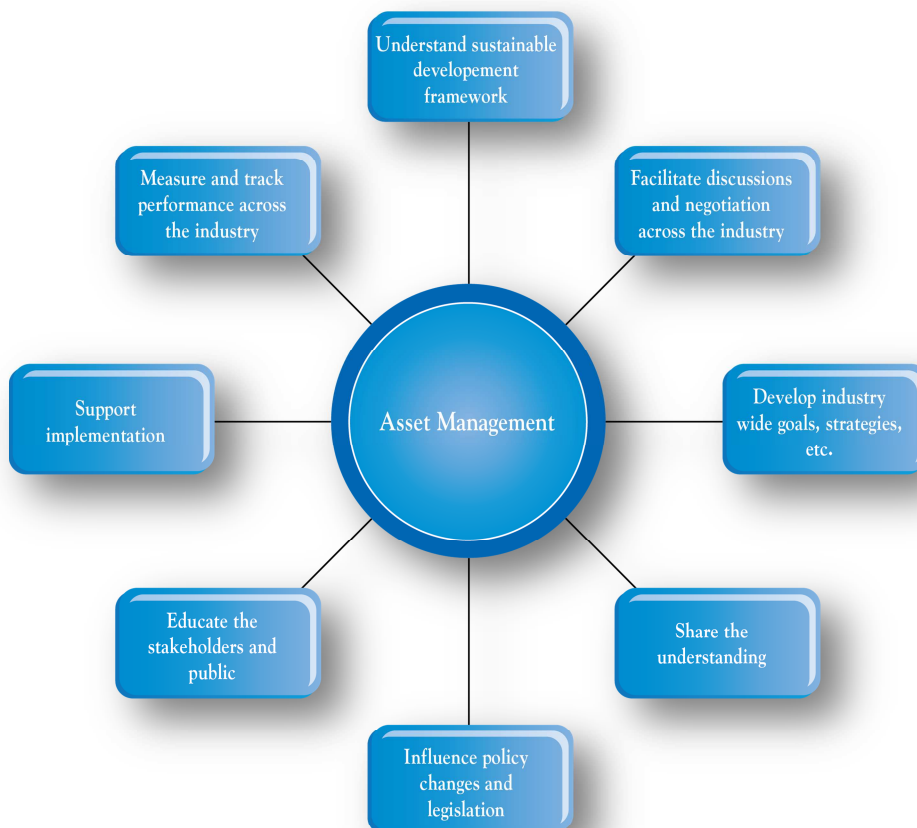 Understand sustainable
developement
framework
Measure and track
performance across
the industry
Facilitate discussions
and negotiation
across the industry
Support
implementation
Asset Management
Develop industry
wide goals, strategies,
etc.
Educate the
stakeholders and
public
Share the
understanding
Influence policy
changes and
legislation